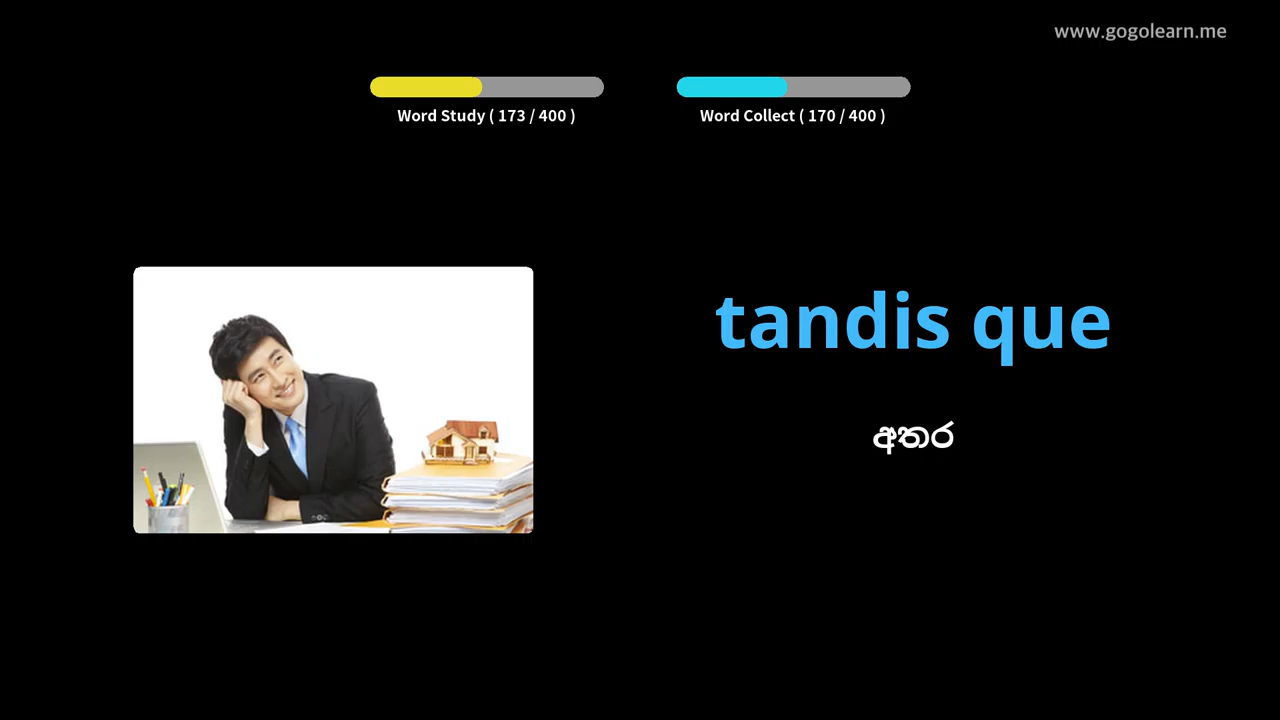 www.gogolearn.me
Word Study ( 173 / 400 )
Word Collect ( 170 / 400 )
tandis que
අතර